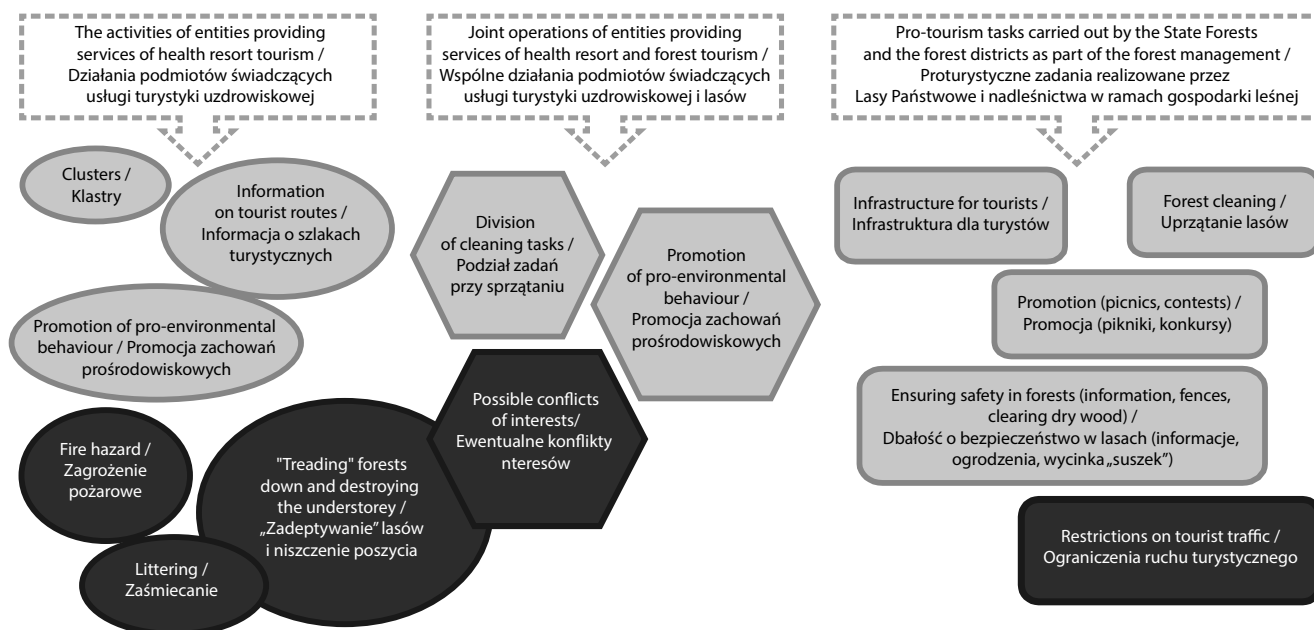 The activities of entities providing
services of health resort tourism /
Działania podmiotów świadczących
usługi turystyki uzdrowiskowej
Joint operations of entities providing
services of health resort and forest tourism /
Wspólne działania podmiotów świadczących
usługi turystyki uzdrowiskowej i lasów
Pro-tourism tasks carried out by the State Forests
and the forest districts as part of the forest management /
Proturystyczne zadania realizowane przez
Lasy Państwowe i nadleśnictwa w ramach gospodarki leśnej
Clusters /
Klastry
Information
on tourist routes /
Informacja o szlakach
turystycznych
Promotion of pro-environmental
behaviour / Promocja zachowań
prośrodowiskowych
Fire hazard /
Zagrożenie
pożarowe
"Treading" forests
down and destroying
the understorey /
„Zadeptywanie” lasów
i niszczenie poszycia
Littering /
Zaśmiecanie
Division
of cleaning tasks /
Podział zadań
przy sprzątaniu
Promotion
of pro-environmental
behaviour /
Promocja zachowań
prośrodowiskowych
Possible conflicts
of interests/
Ewentualne konflikty
nteresów
Infrastructure for tourists /
Infrastruktura dla turystów
Forest cleaning /
Uprzątanie lasów
Promotion (picnics, contests) /
Promocja (pikniki, konkursy)
Ensuring safety in forests (information, fences,
clearing dry wood) /
Dbałość o bezpieczeństwo w lasach (informacje,
ogrodzenia, wycinka „suszek”)
Restrictions on tourist traffic /
Ograniczenia ruchu turystycznego